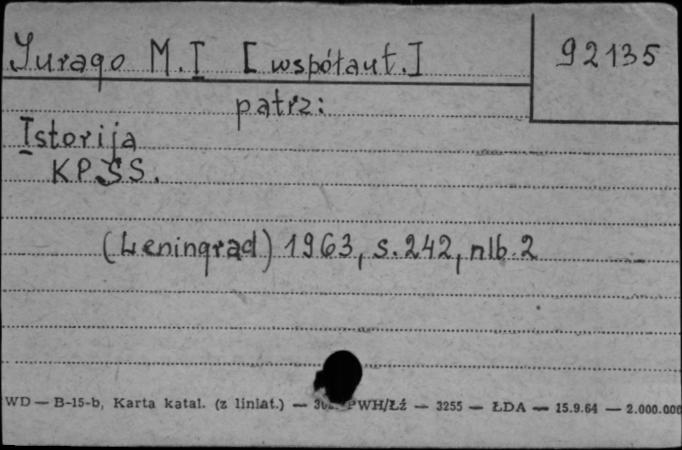 Jurago M.I [współaut.]
92135
patrz:
Istorija
KPSS.
(Leningrad) 1963, s.242, nlb.2
WD — B-15-b, Karta katal. (z liniat.) — PWH/Łź — 3255 — ŁDA — 15.9.64 — 2.000.000